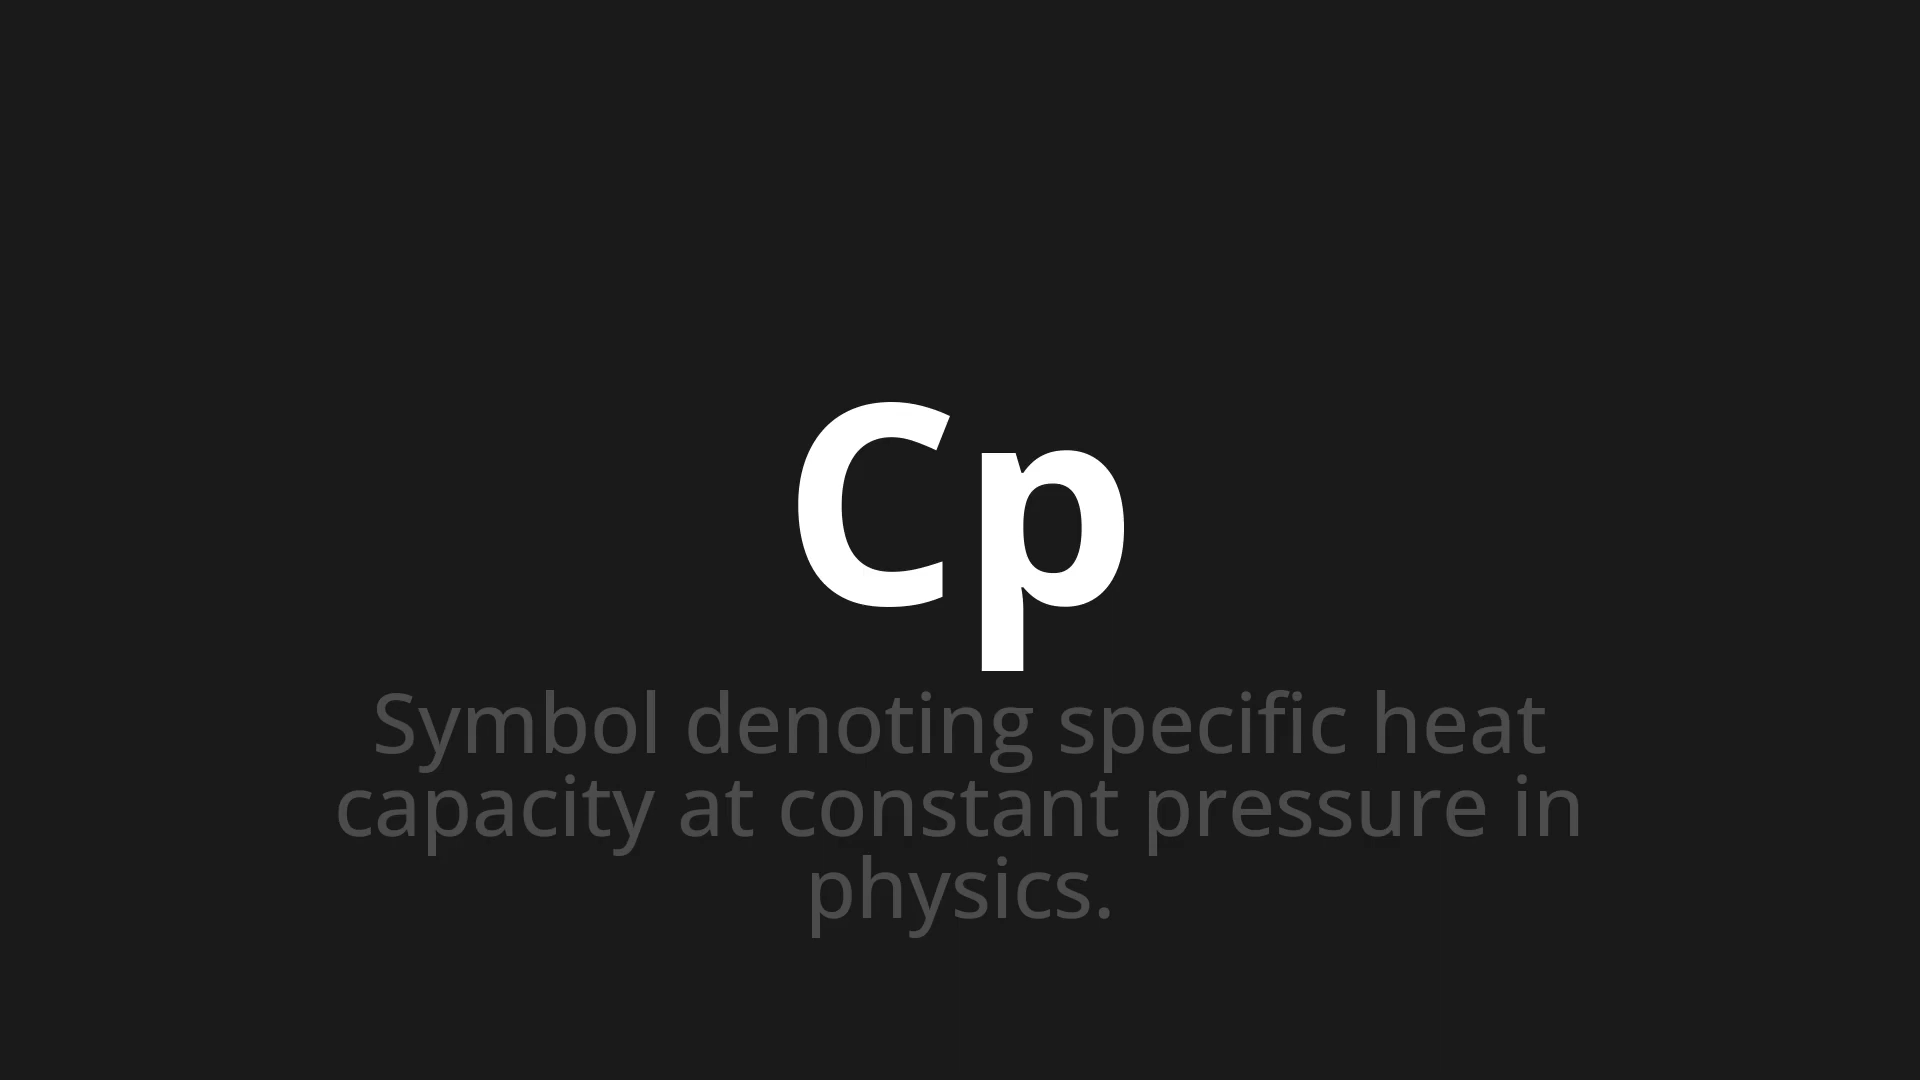 Cp
Symbol denoting specific heat
capacity at constant pressure in
physics.